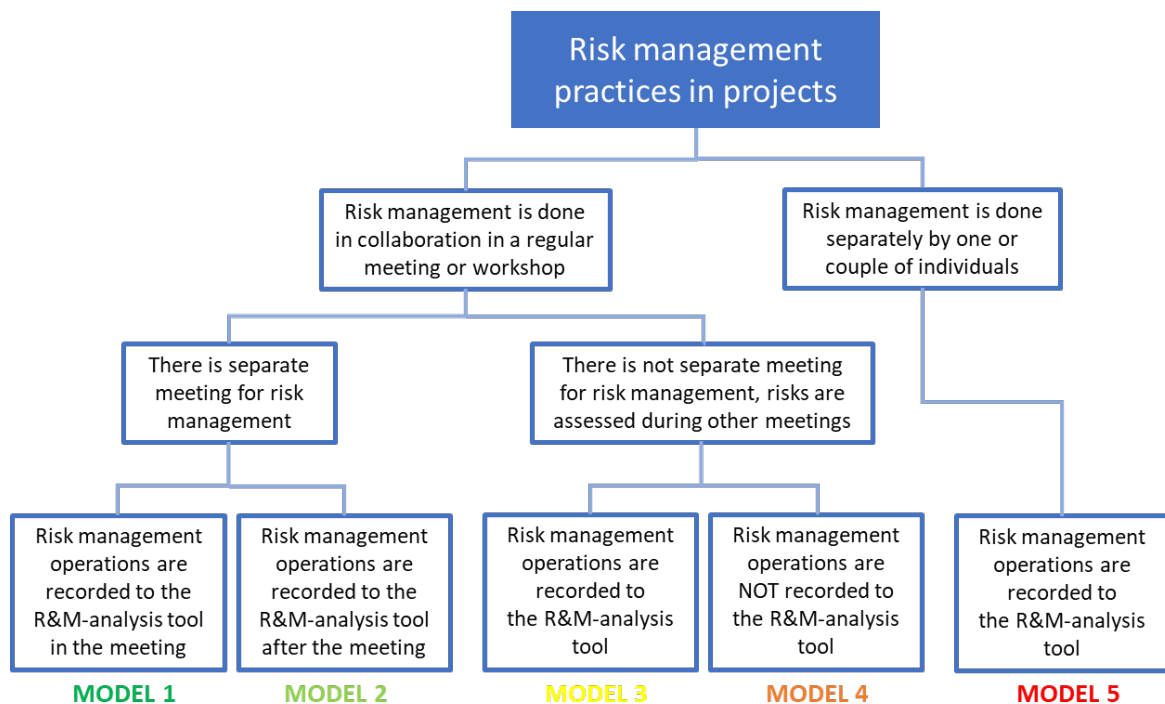 Risk management
practices in projects
Risk management is done
in collaboration in a regular
meeting or workshop
Risk management is done
separately by one or
couple of individuals
There is separate
meeting for risk
management
There is not separate meeting
for risk management, risks are
assessed during other meetings
Risk management
operations are
recorded to the
R&M-analysis tool
in the meeting
Risk management
operations are
recorded to the
R&M-analysis tool
after the meeting
Risk management
operations are
recorded to
the R&M-analysis
tool
Risk management
operations are
NOT recorded to
the R&M-analysis
tool
Risk management
operations are
recorded to
the R&M-analysis
tool
MODEL 1
MODEL 2
MODEL 3
MODEL 4
MODEL 5